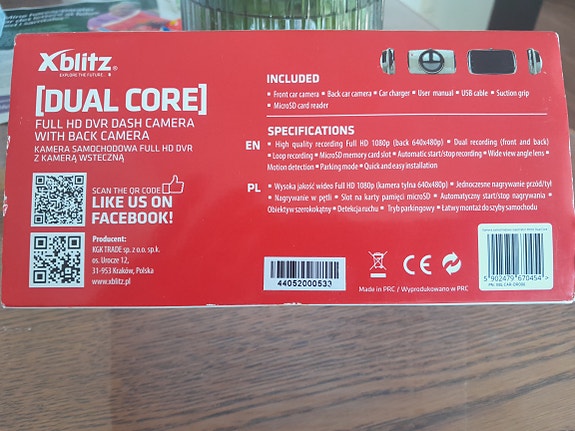 Xblitz®
EXPLORE THE FUTURE...
[DUAL CORE]
FULL HD DVR DASH CAMERA
WITH BACK CAMERA
KAMERA SAMOCHODOWA FULL HD DVR
Z KAMERĄ WSTECZNĄ
SCAN THE QR CODE
LIKE US ON
FACEBOOK!
Producent:
KGK TRADE sp. z o.o. sp.k.
os. Urocze 12,
31-953 Kraków, Polska
www.xblitz.pl
INCLUDED
▪ Front car camera ▪ Back car camera ▪ Car charger ▪ User manual ▪ USB cable ▪ Suction grip
▪ MicroSD card reader
SPECIFICATIONS
EN
▪ High quality recording Full HD 1080p (back 640x480p) ▪ Dual recording (front and back)
▪ Loop recording ▪ MicroSD memory card slot ▪ Automatic start/stop recording ▪ Wide view angle lens ▪
Motion detection ▪ Parking mode ▪ Quick and easy installation
PL
▪ Wysoka jakość wideo Full HD 1080p (kamera tylna 640x480p) ▪ Jednoczesne nagrywanie przód/tył
▪ Nagrywanie w pętli ▪ Slot na karty pamięci microSD ▪ Automatyczny start/stop nagrywania ▪
Obiektyw szerokokątny ▪ Detekcja ruchu ▪ Tryb parkingowy ▪ Łatwy montaż do szyby samochodu
44052000533
CE
Made in PRC / Wyprodukowano w PRC
5 902479 670454 >